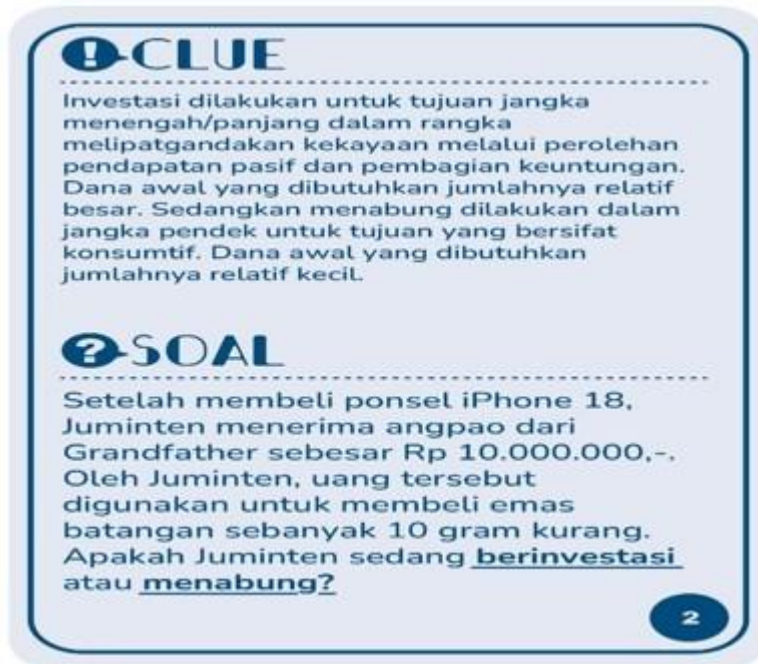 ! CLUE
Investasi dilakukan untuk tujuan jangka
menengah/panjang dalam rangka
melipatgandakan kekayaan melalui perolehan
pendapatan pasif dan pembagian keuntungan.
Dana awal yang dibutuhkan jumlahnya relatif
besar. Sedangkan menabung dilakukan dalam
jangka pendek untuk tujuan yang bersifat
konsumtif. Dana awal yang dibutuhkan
jumlahnya relatif kecil.
? SOAL
Setelah membeli ponsel iPhone 18,
Juminten menerima angpao dari
Grandfather sebesar Rp 10.000.000,-.
Oleh Juminten, uang tersebut
digunakan untuk membeli emas
batangan sebanyak 10 gram kurang.
Apakah Juminten sedang berinvestasi
atau menabung?
2